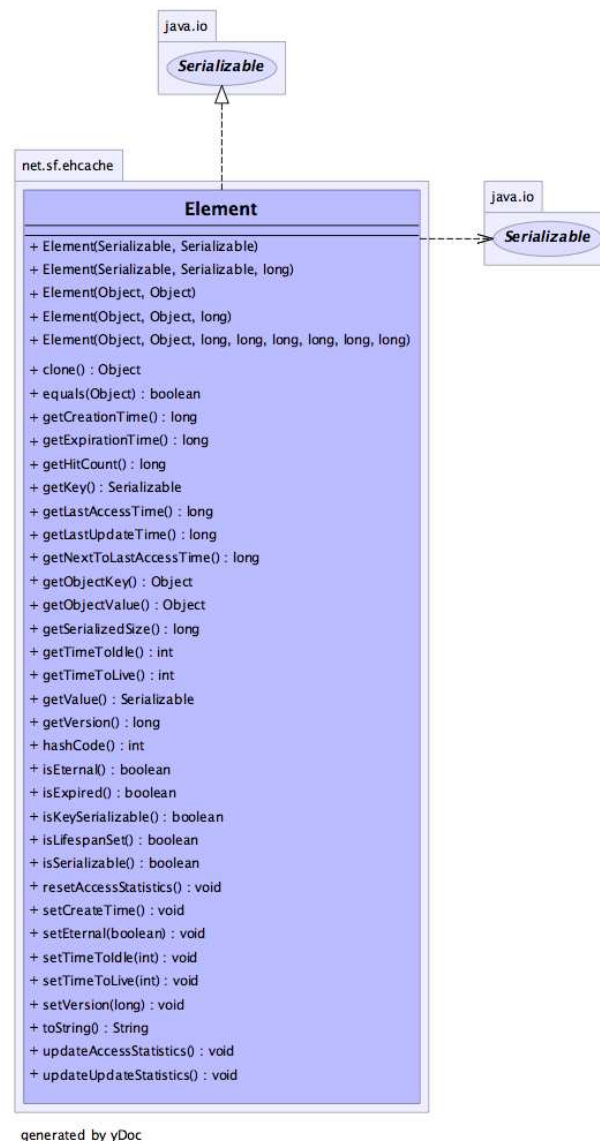 java.io
Serializable
net.sf.ehcache
Element
java.io
Serializable
+ Element(Serializable, Serializable)
+ Element(Serializable, Serializable, long)
+ Element(Object, Object)
+ Element(Object, Object, long)
+ Element(Object, Object, long, long, long, long, long, long)
+ clone() : Object
+ equals(Object) : boolean
+ getCreationTime() : long
+ getExpirationTime() : long
+ getHitCount() : long
+ getKey() : Serializable
+ getLastAccessTime() : long
+ getLastUpdateTime() : long
+ getNextToLastAccessTime() : long
+ getObjectKey() : Object
+ getObjectValue() : Object
+ getSerializedSize() : long
+ getTimeToIdle() : int
+ getTimeToLive() : int
+ getValue() : Serializable
+ getVersion() : long
+ hashCode() : int
+ isEternal() : boolean
+ isExpired() : boolean
+ isKeySerializable() : boolean
+ isLifespanSet() : boolean
+ isSerializable() : boolean
+ resetAccessStatistics() : void
+ setCreateTime() : void
+ setEternal(boolean) : void
+ setTimeToIdle(int) : void
+ setTimeToLive(int) : void
+ setVersion(long) : void
+ toString() : String
+ updateAccessStatistics() : void
+ updateUpdateStatistics() : void
generated by yDoc